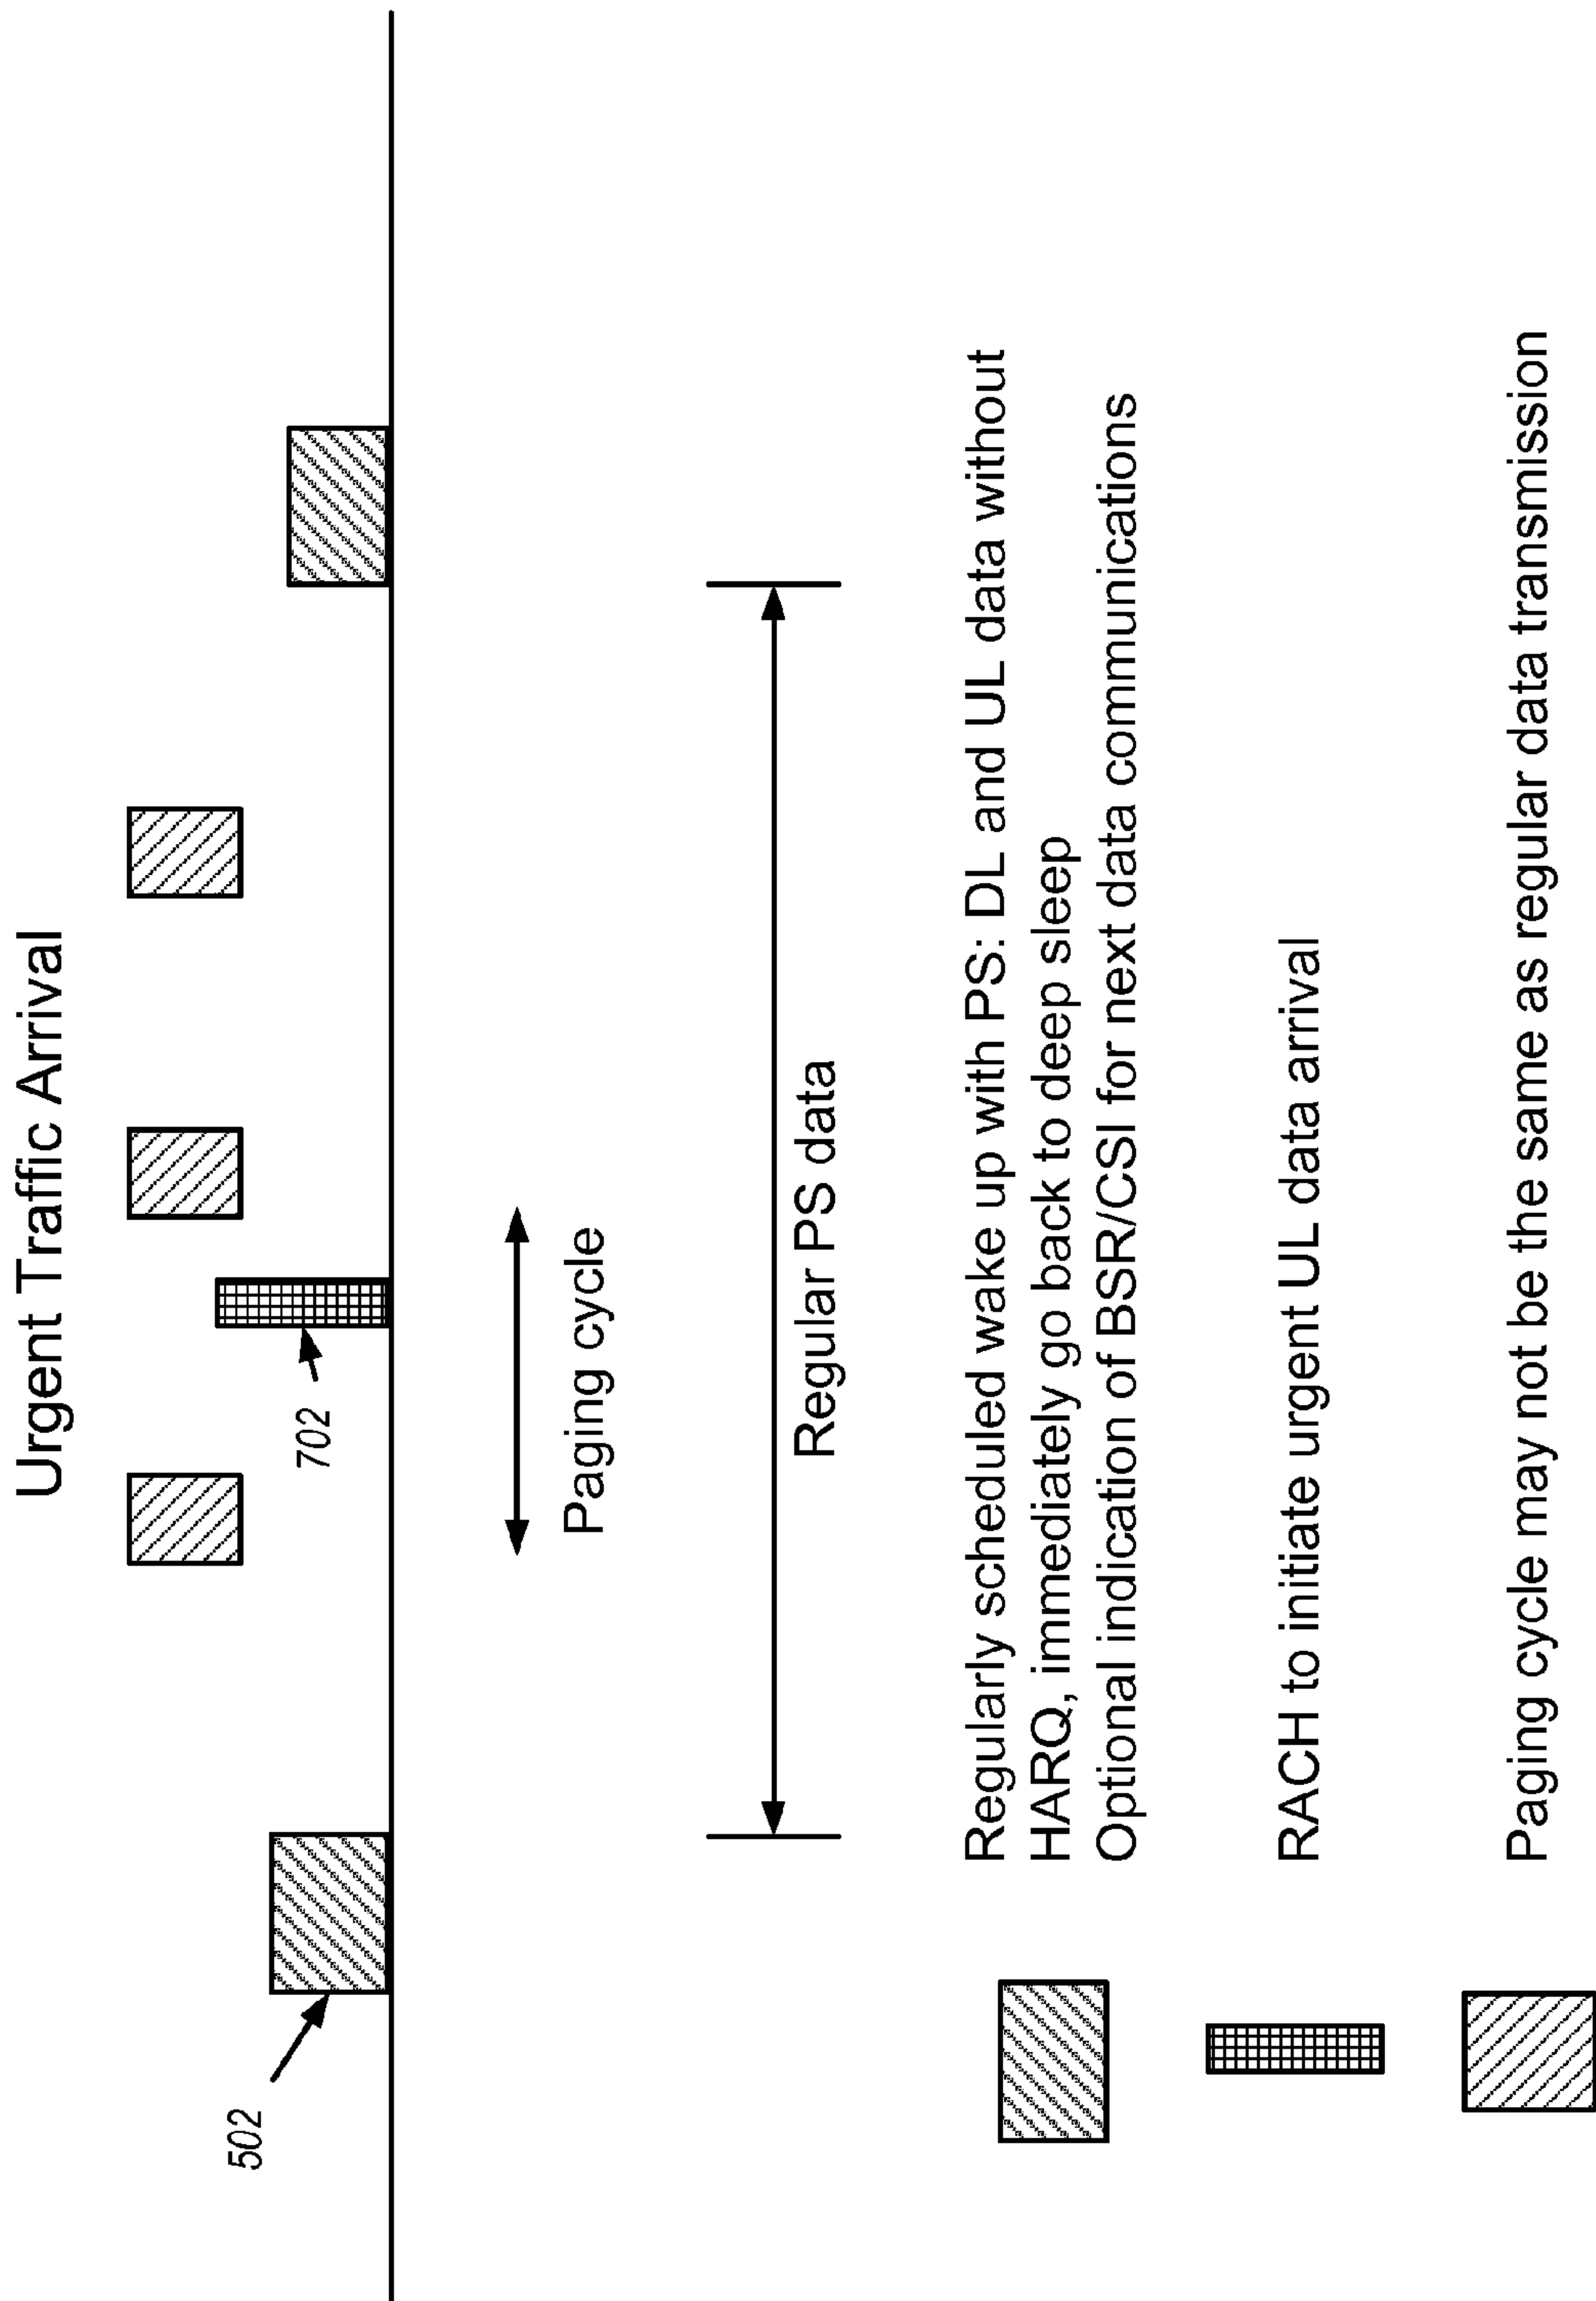 Urgent Traffic Arrival
502
702
Paging cycle
Regular PS data
Regularly scheduled wake up with PS: DL and UL data without
HARQ, immediately go back to deep sleep
Optional indication of BSR/CSI for next data communications
RACH to initiate urgent UL data arrival
Paging cycle may not be the same as regular data transmission